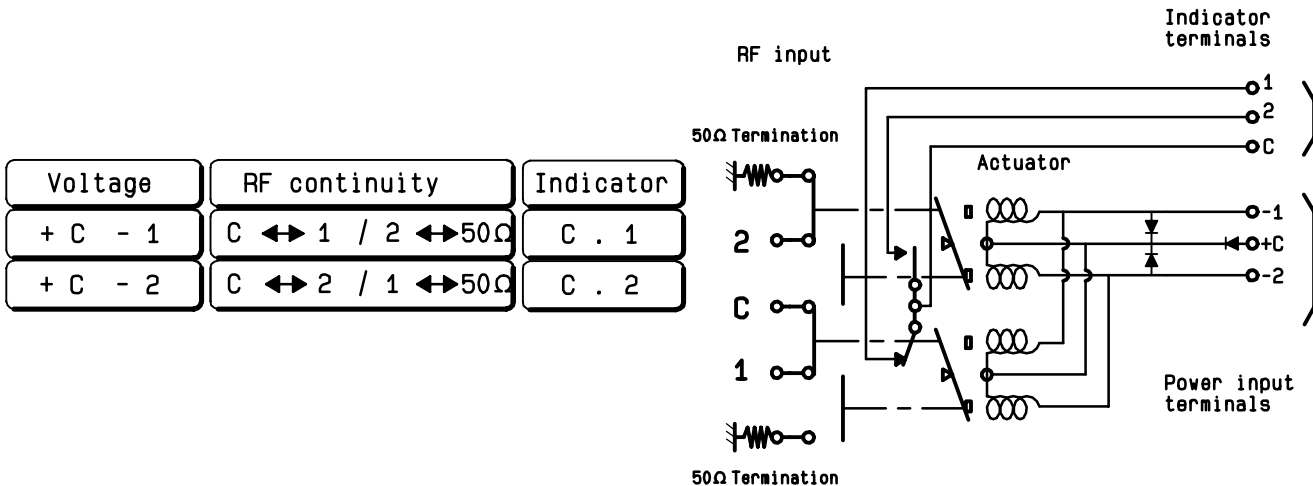 Voltage RF continuity Indicator
+ C - 1 C ↔ 1 / 2 ↔ 50Ω C . 1
+ C - 2 C ↔ 2 / 1 ↔ 50Ω C . 2
RF input
Indicator
terminals
1
2
C
50Ω Termination
Actuator
2
C
1
-1
+C
-2
Power input
terminals
50Ω Termination